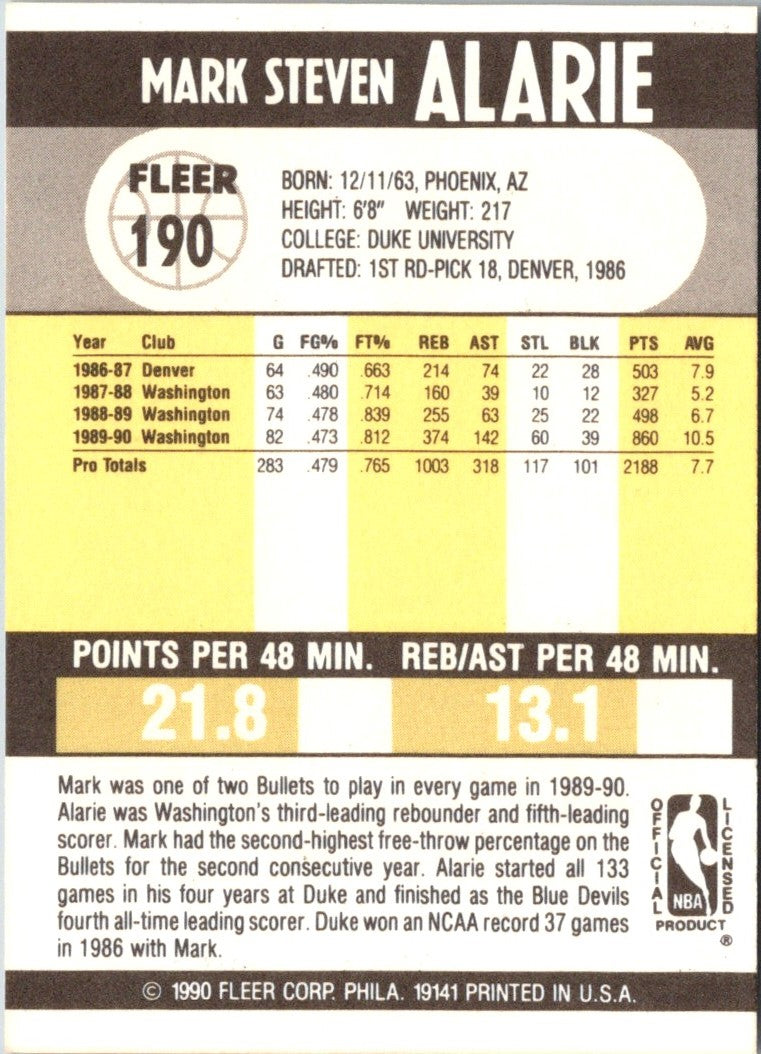 MARK STEVEN ALARIE
FLEER
190
BORN: 12/11/63, PHOENIX, AZ
HEIGHT: 6'8" WEIGHT: 217
COLLEGE: DUKE UNIVERSITY
DRAFTED: 1ST RD-PICK 18, DENVER, 1986
Year Club G FG% FT% REB AST STL BLK PTS AVG
1986-87 Denver 64 .490 .663 214 74 22 28 503 7.9
1987-88 Washington 63 .480 .714 160 39 10 12 327 5.2
1988-89 Washington 74 .478 .839 255 63 25 22 498 6.7
1989-90 Washington 82 .473 .812 374 142 60 39 860 10.5
Pro Totals 283 .479 .765 1003 318 117 101 2188 7.7
POINTS PER 48 MIN. REB/AST PER 48 MIN.
21.8 13.1
Mark was one of two Bullets to play in every game in 1989-90.
Alarie was Washington's third-leading rebounder and fifth-leading
scorer. Mark had the second-highest free-throw percentage on the
Bullets for the second consecutive year. Alarie started all 133
games in his four years at Duke and finished as the Blue Devils
fourth all-time leading scorer. Duke won an NCAA record 37 games
in 1986 with Mark.
OFFICIAL
NBA
LICENSED
PRODUCT
®
© 1990 FLEER CORP. PHILA. 19141 PRINTED IN U.S.A.